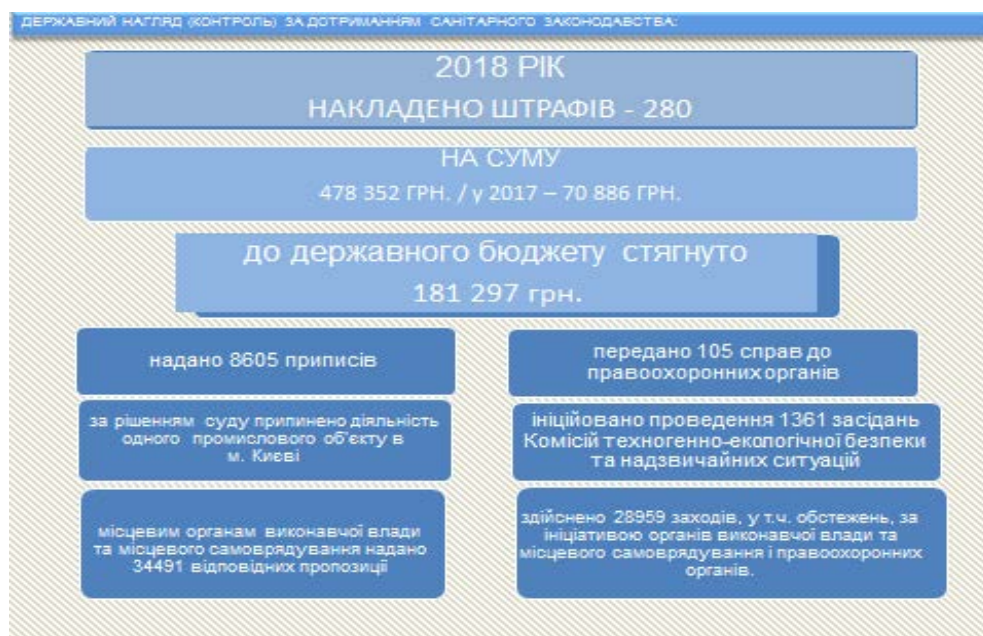 ДЕРЖАВНИЙ НАГЛЯД (КОНТРОЛЬ) ЗА ДОТРИМАННЯМ САНІТАРНОГО ЗАКОНОДАВСТВА:
2018 РІК
НАКЛАДЕНО ШТРАФІВ - 280
НА СУМУ
478 352 ГРН. / у 2017 – 70 886 ГРН.
до державного бюджету стягнуто
181 297 грн.
надано 8605 приписів
передано 105 справ до
правоохоронних органів
за рішенням суду припинено діяльність
одного промислового об'єкту в
м. Києві
ініційовано проведення 1361 засідань
Комісій техногенно-екологічної безпеки
та надзвичайних ситуацій
місцевим органам виконавчої влади
та місцевого самоврядування надано
34491 відповідних пропозиції
здійснено 28959 заходів, у т.ч. обстежень, за
ініціативою органів виконавчої влади та
місцевого самоврядування і правоохоронних
органів.